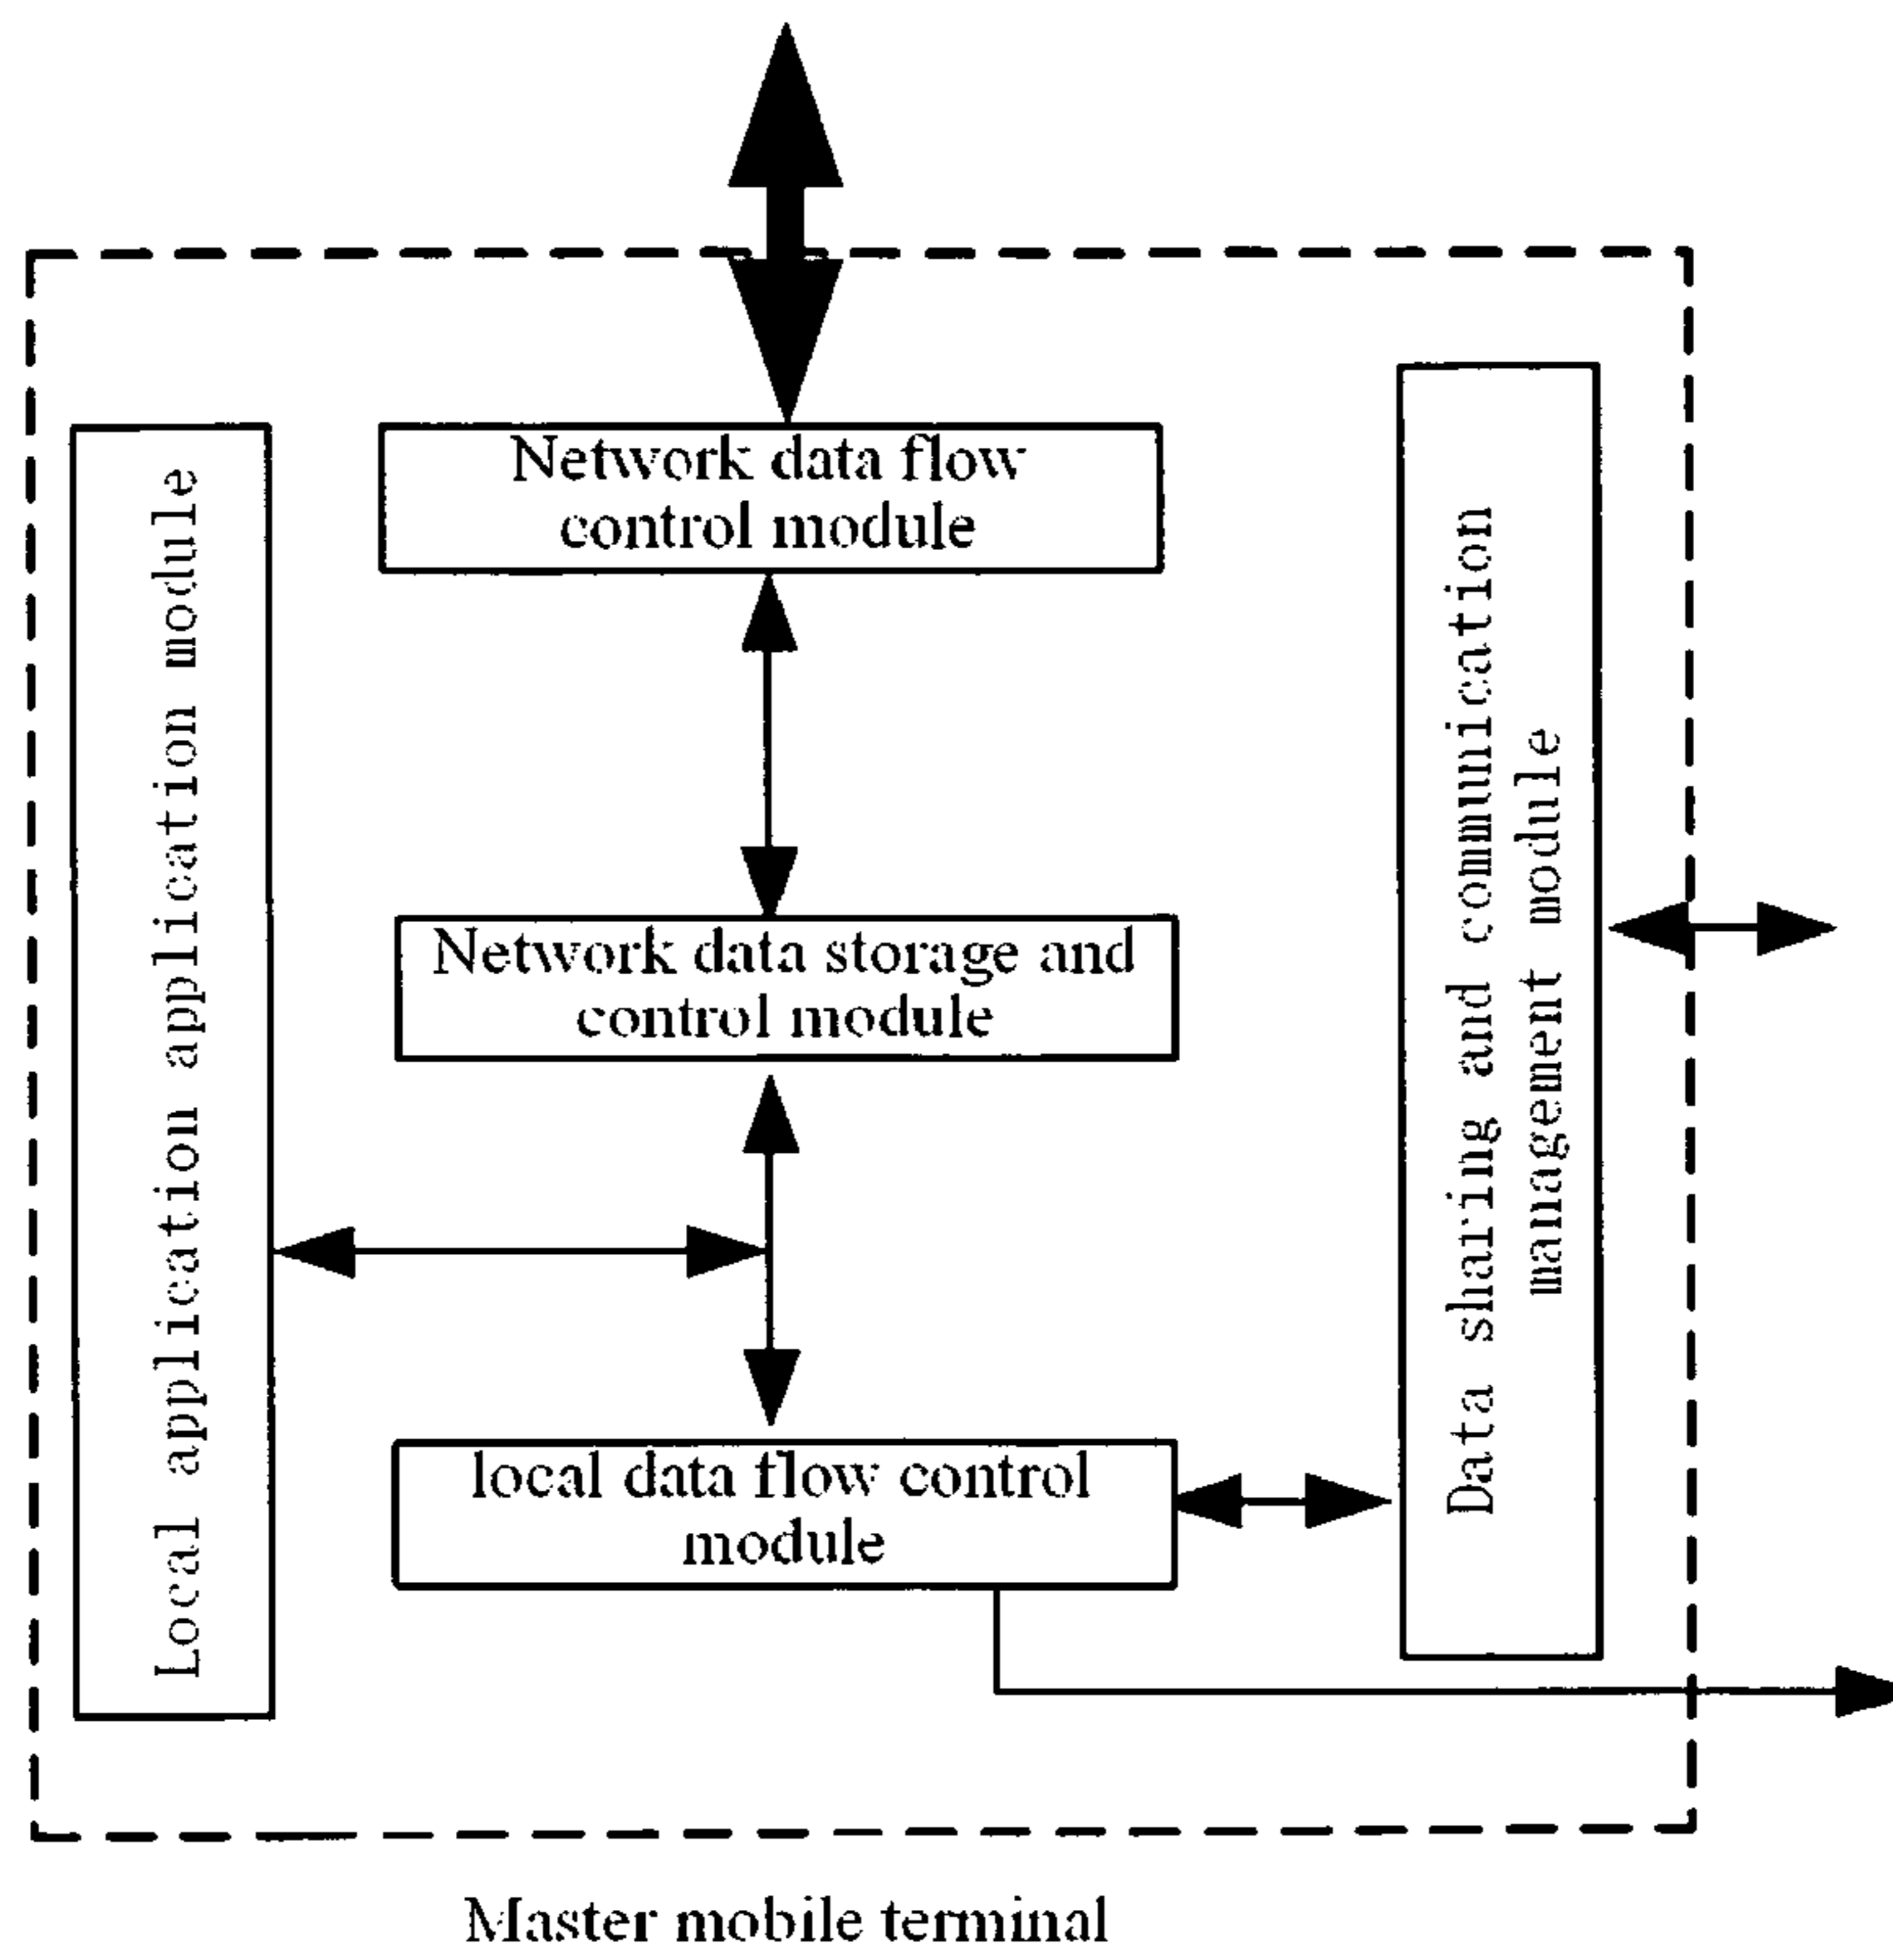 Network data flow
control module
Local application application module
Data sharing and communication
management module
Network data storage and
control module
local data flow control
module
Master mobile terminal